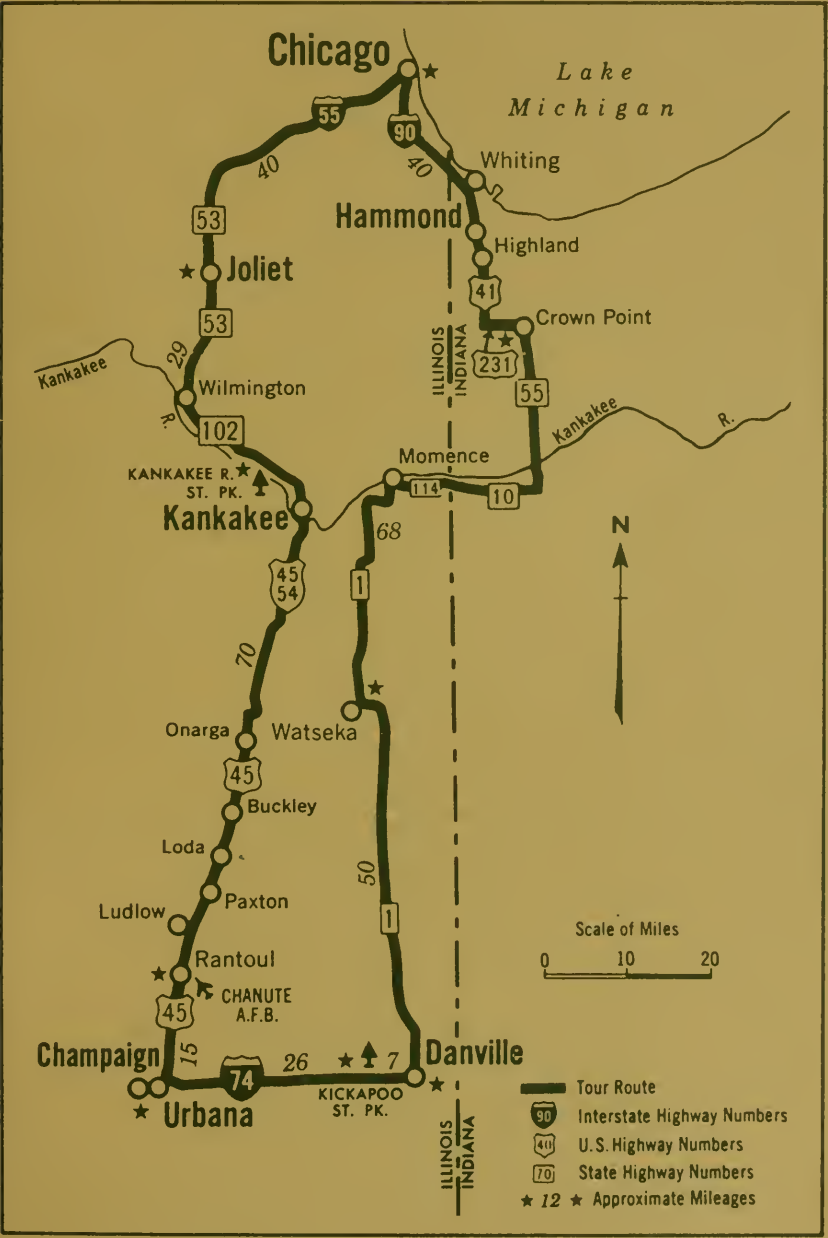 Chicago
Lake
Michigan
55
90
40
40
Whiting
53
Hammond
Highland
Joliet
41
53
Crown Point
ILLINOIS
INDIANA
231
29
Kankakee
Wilmington
55
R.
102
Kankakee
R.
Momence
KANKAKEE R.
ST. PK.
114
10
Kankakee
68
N
45
54
1
70
Onarga
Watseka
45
Buckley
Loda
50
Paxton
Ludlow
1
Scale of Miles
0 10 20
Rantoul
CHANUTE
A.F.B.
45
Champaign
15
74
26
7
Danville
KICKAPOO
ST. PK.
Urbana
ILLINOIS
INDIANA
Tour Route
90 Interstate Highway Numbers
40 U.S. Highway Numbers
70 State Highway Numbers
★ 12 ★ Approximate Mileages